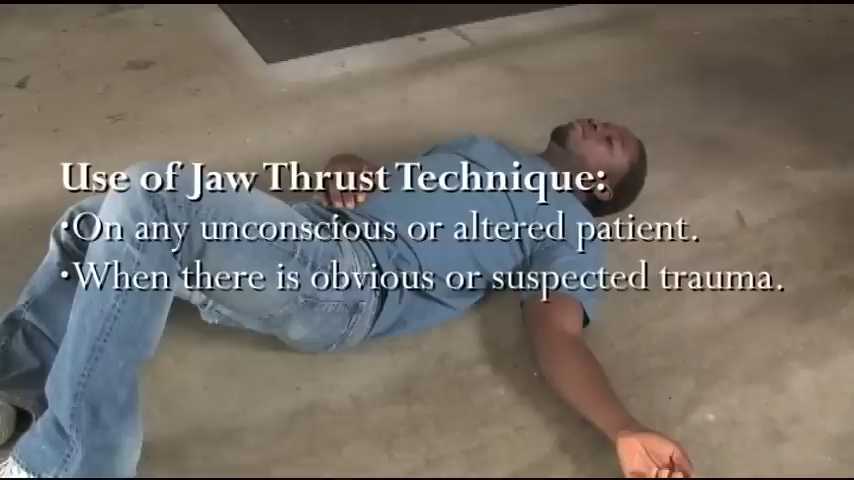 Use of Jaw Thrust Technique:
•On any unconscious or altered patient.
•When there is obvious or suspected trauma.